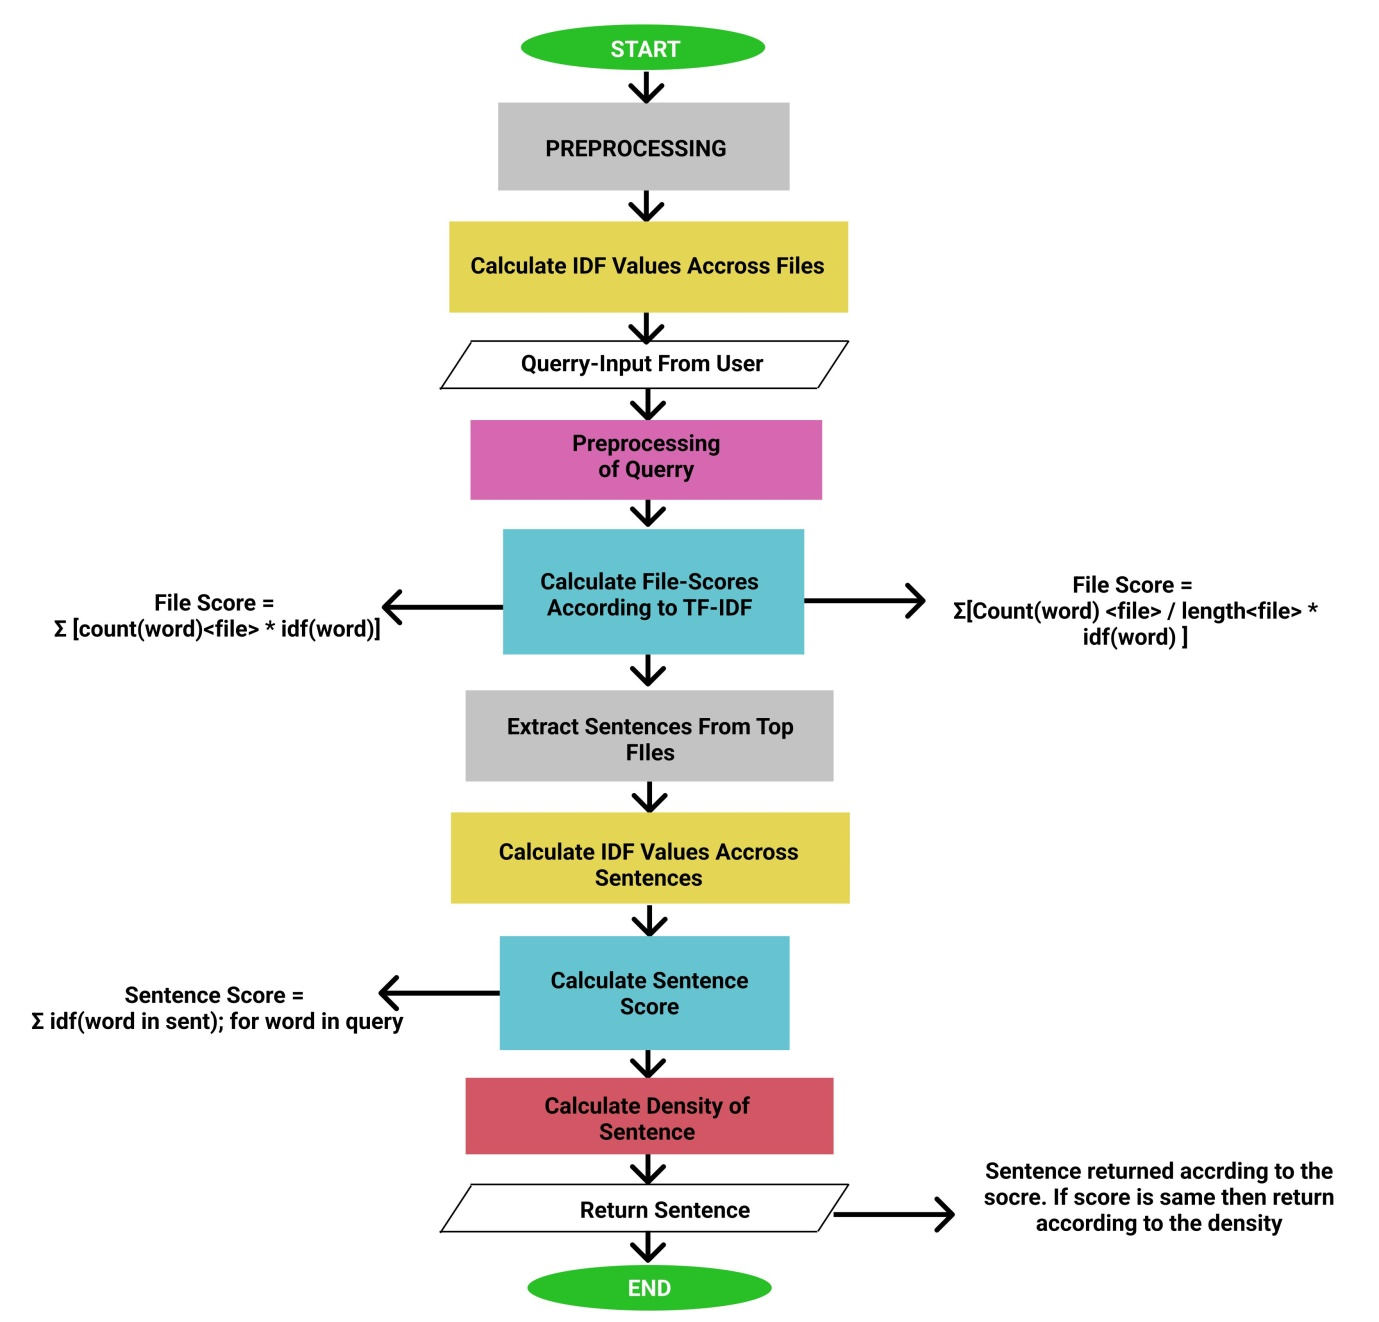 START
PREPROCESSING
Calculate IDF Values Accross Files
Querry-Input From User
Preprocessing
of Querry
Calculate File-Scores
According to TF-IDF
File Score =
Σ [count(word)<file> * idf(word)]
File Score =
Σ[Count(word) <file> / length<file> *
idf(word) ]
Extract Sentences From Top
FIles
Calculate IDF Values Accross
Sentences
Calculate Sentence
Score
Sentence Score =
Σ idf(word in sent); for word in query
Calculate Density of
Sentence
Return Sentence
Sentence returned accrding to the
socre. If score is same then return
according to the density
END